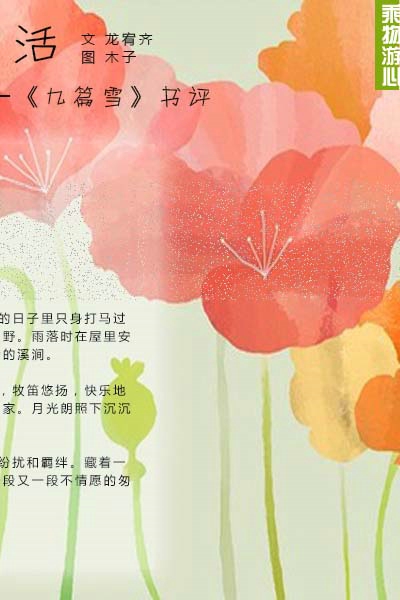 乘物游心
活
文 龙宥齐
图 木子
—《九篇雪》书评
的日子里只身打马过
野。雨落时在屋里安
的溪涧。
，牧笛悠扬，快乐地
家。月光朗照下沉沉
纷扰和羁绊。藏着一
段又一段不情愿的匆